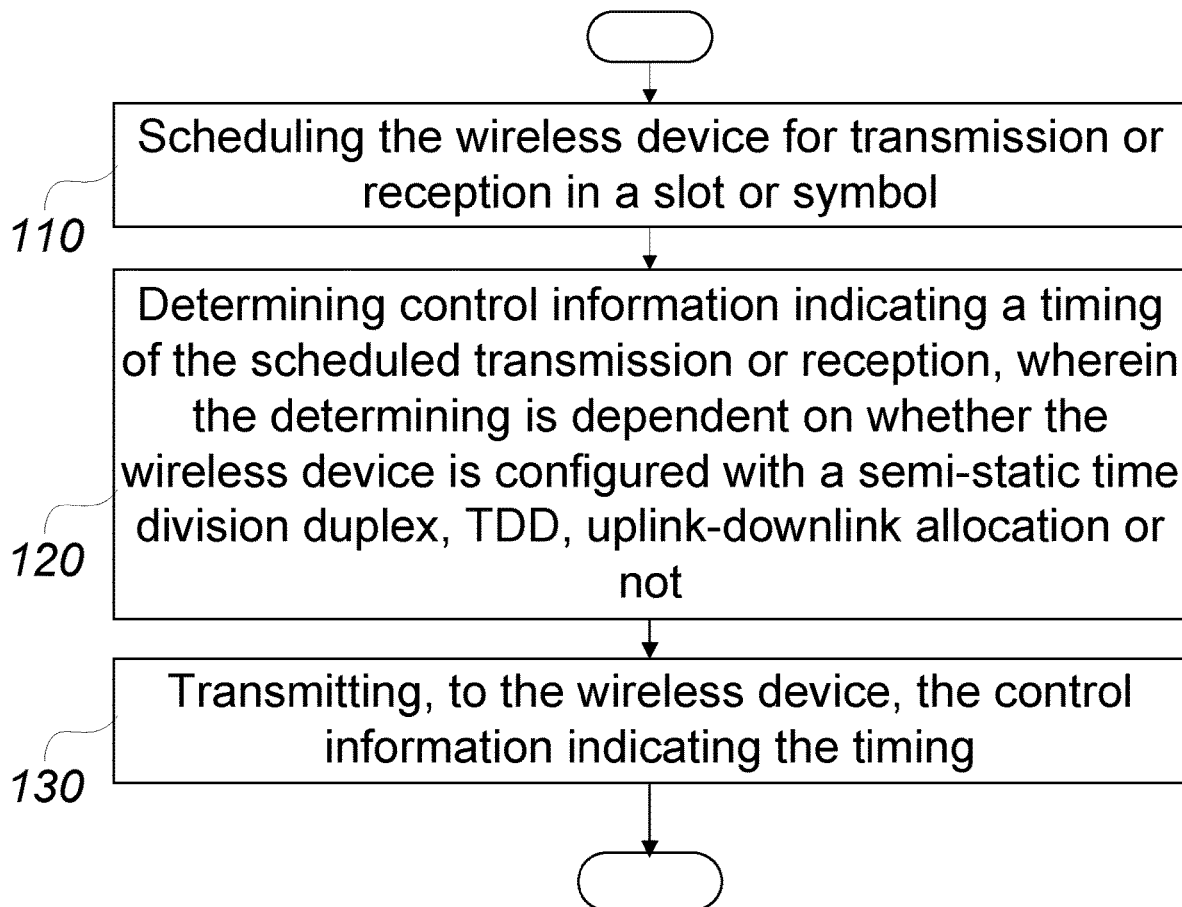 Scheduling the wireless device for transmission or
reception in a slot or symbol
110
Determining control information indicating a timing
of the scheduled transmission or reception, wherein
the determining is dependent on whether the
wireless device is configured with a semi-static time
division duplex, TDD, uplink-downlink allocation or
not
120
Transmitting, to the wireless device, the control
information indicating the timing
130